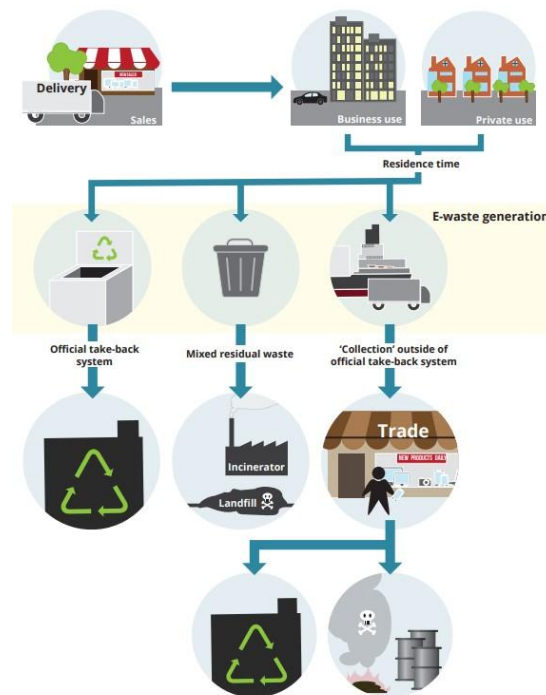 Delivery
Sales
Business use
Private use
Residence time
E-waste generation
Official take-back
system
Mixed residual waste
'Collection' outside of
official take-back system
Incinerator
Landfill
Trade
NEW PRODUCTS DAILY